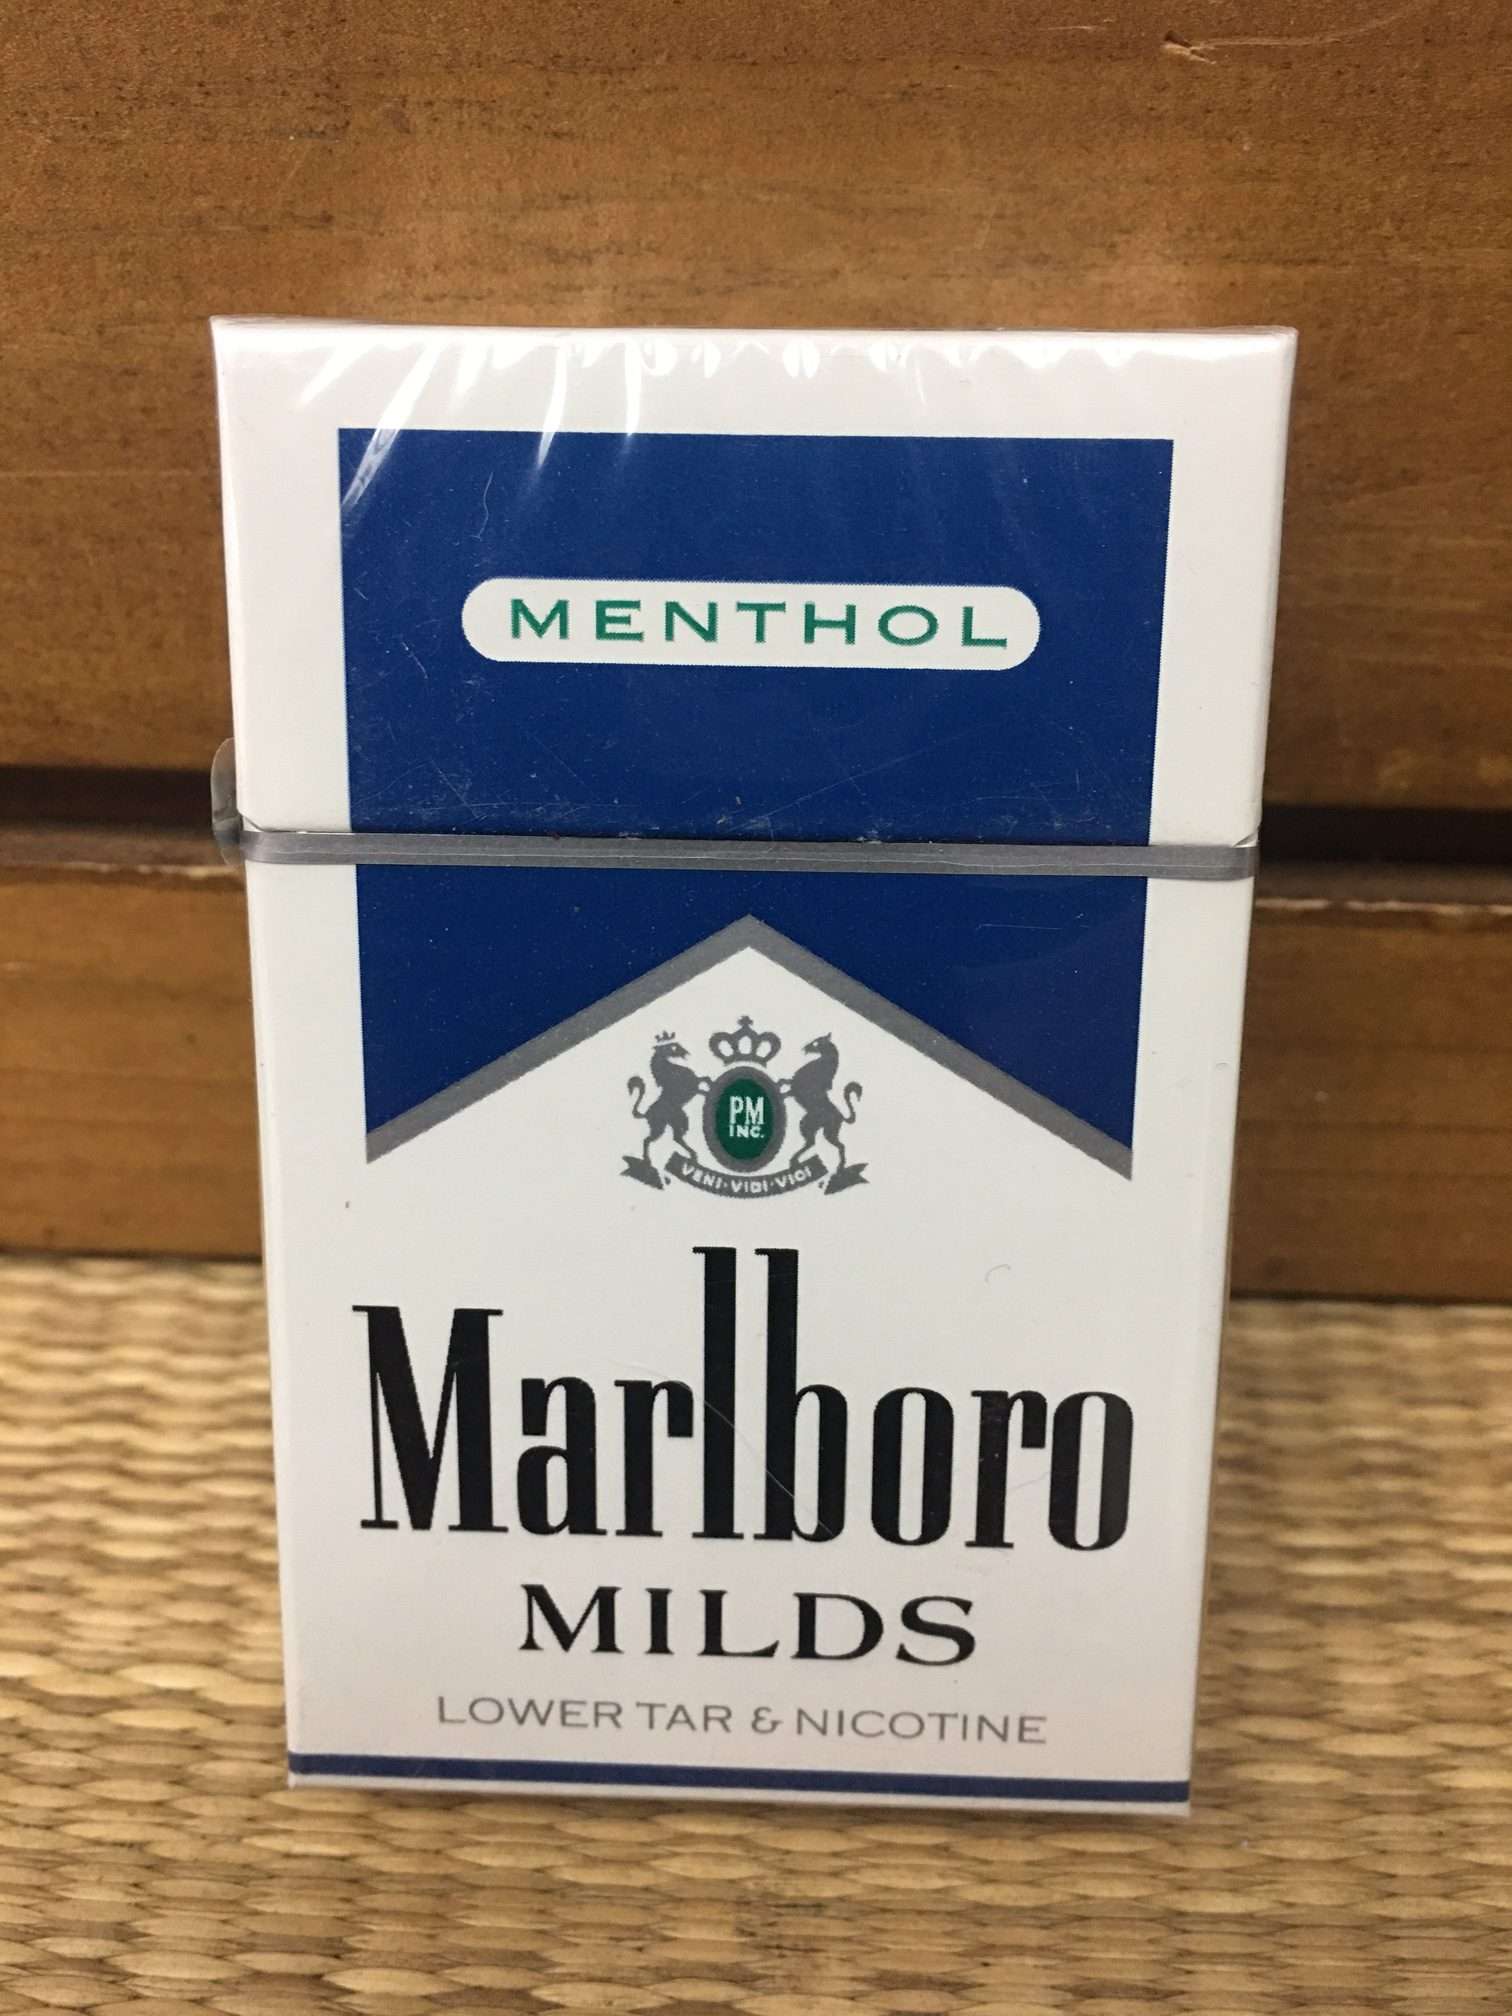 MENTHOL
PM
INC.
VENI·VIDI·VICI
Marlboro
MILDS
LOWER TAR & NICOTINE